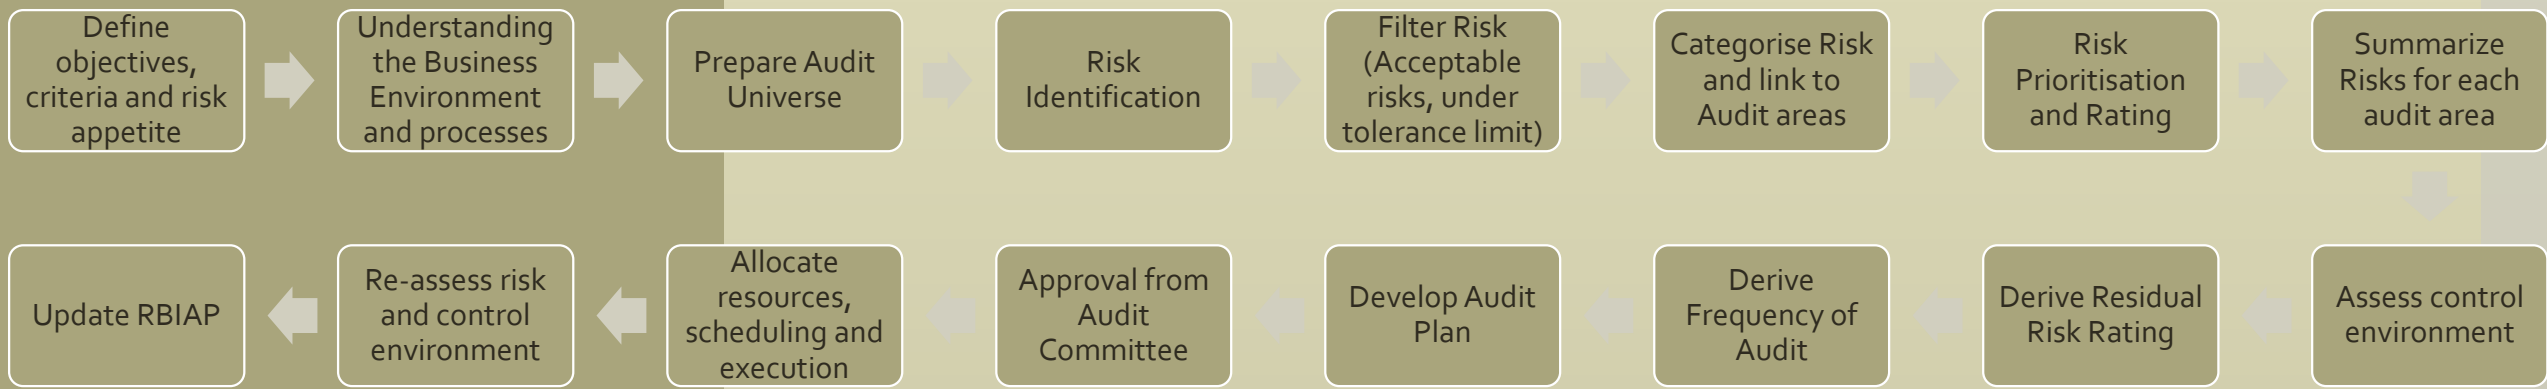 Define
objectives,
criteria and risk
appetite
Understanding
the Business
Environment
and processes
Prepare Audit
Universe
Risk
Identification
Filter Risk
(Acceptable
risks, under
tolerance limit)
Categorise Risk
and link to
Audit areas
Risk
Prioritisation
and Rating
Summarize
Risks for each
audit area
Assess control
environment
Derive Residual
Risk Rating
Derive
Frequency of
Audit
Develop Audit
Plan
Approval from
Audit
Committee
Allocate
resources,
scheduling and
execution
Re-assess risk
and control
environment
Update RBIAP